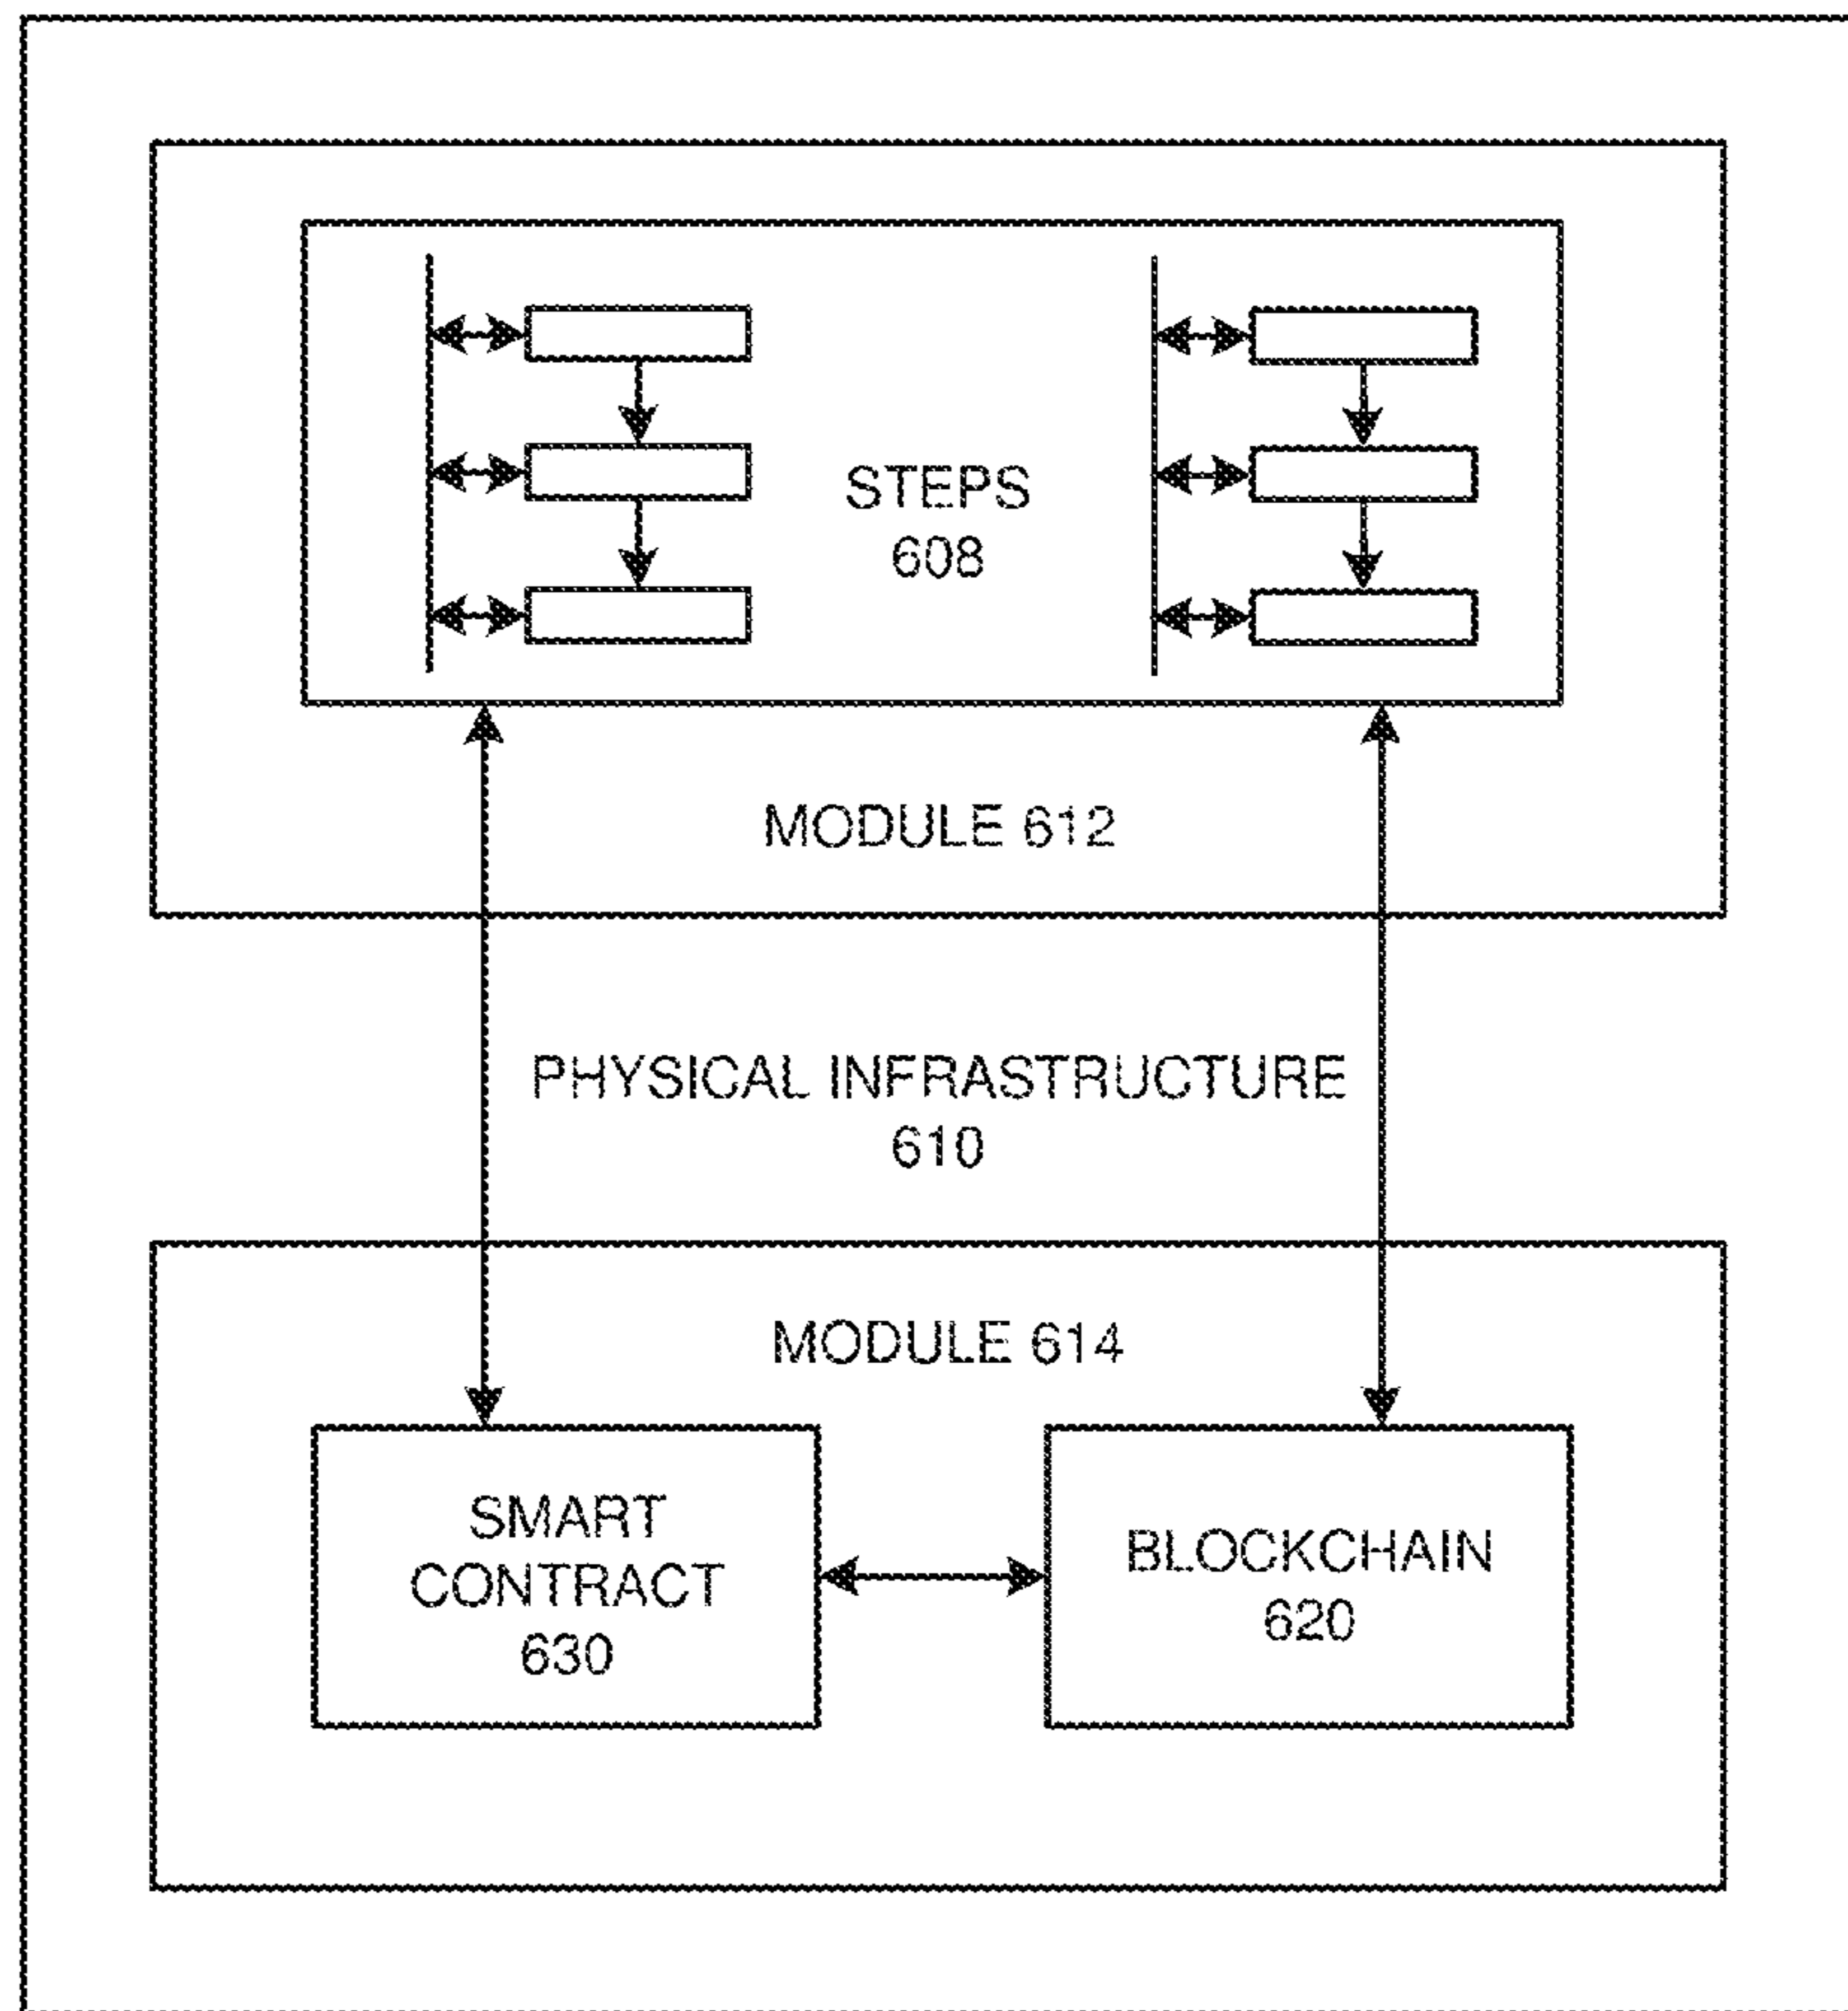 STEPS
608
MODULE 612
PHYSICAL INFRASTRUCTURE
610
MODULE 614
SMART
CONTRACT
630
BLOCKCHAIN
620